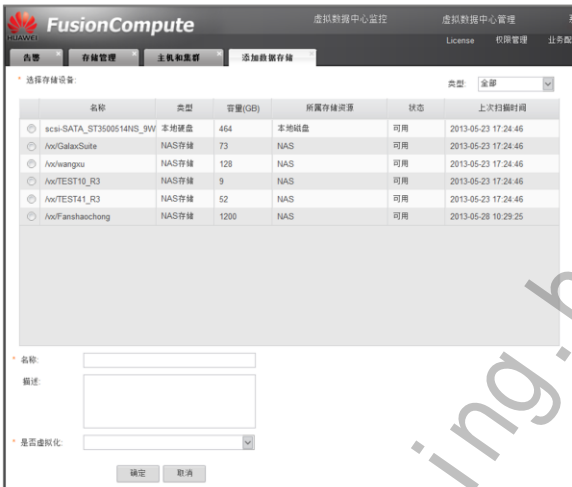 HUAWEI FusionCompute 虚拟数据中心监控 虚拟数据中心管理
License 权限管理 业务配
告警 存储管理 主机和集群 添加数据存储
* 选择存储设备: 类型: 全部
名称 类型 容量(GB) 所属存储资源 状态 上次扫描时间
scsi-SATA_ST3500514NS_9W 本地硬盘 464 本地磁盘 可用 2013-05-23 17:24:46
/vx/GalaxSuite NAS存储 73 NAS 可用 2013-05-23 17:24:46
/vx/wangxu NAS存储 128 NAS 可用 2013-05-23 17:24:46
/vx/TEST10_R3 NAS存储 9 NAS 可用 2013-05-23 17:24:46
/vx/TEST41_R3 NAS存储 52 NAS 可用 2013-05-23 17:24:46
/vx/Fanshaochong NAS存储 1200 NAS 可用 2013-05-28 10:29:25
* 名称:
描述:
* 是否虚拟化:
确定 取消
ing.h